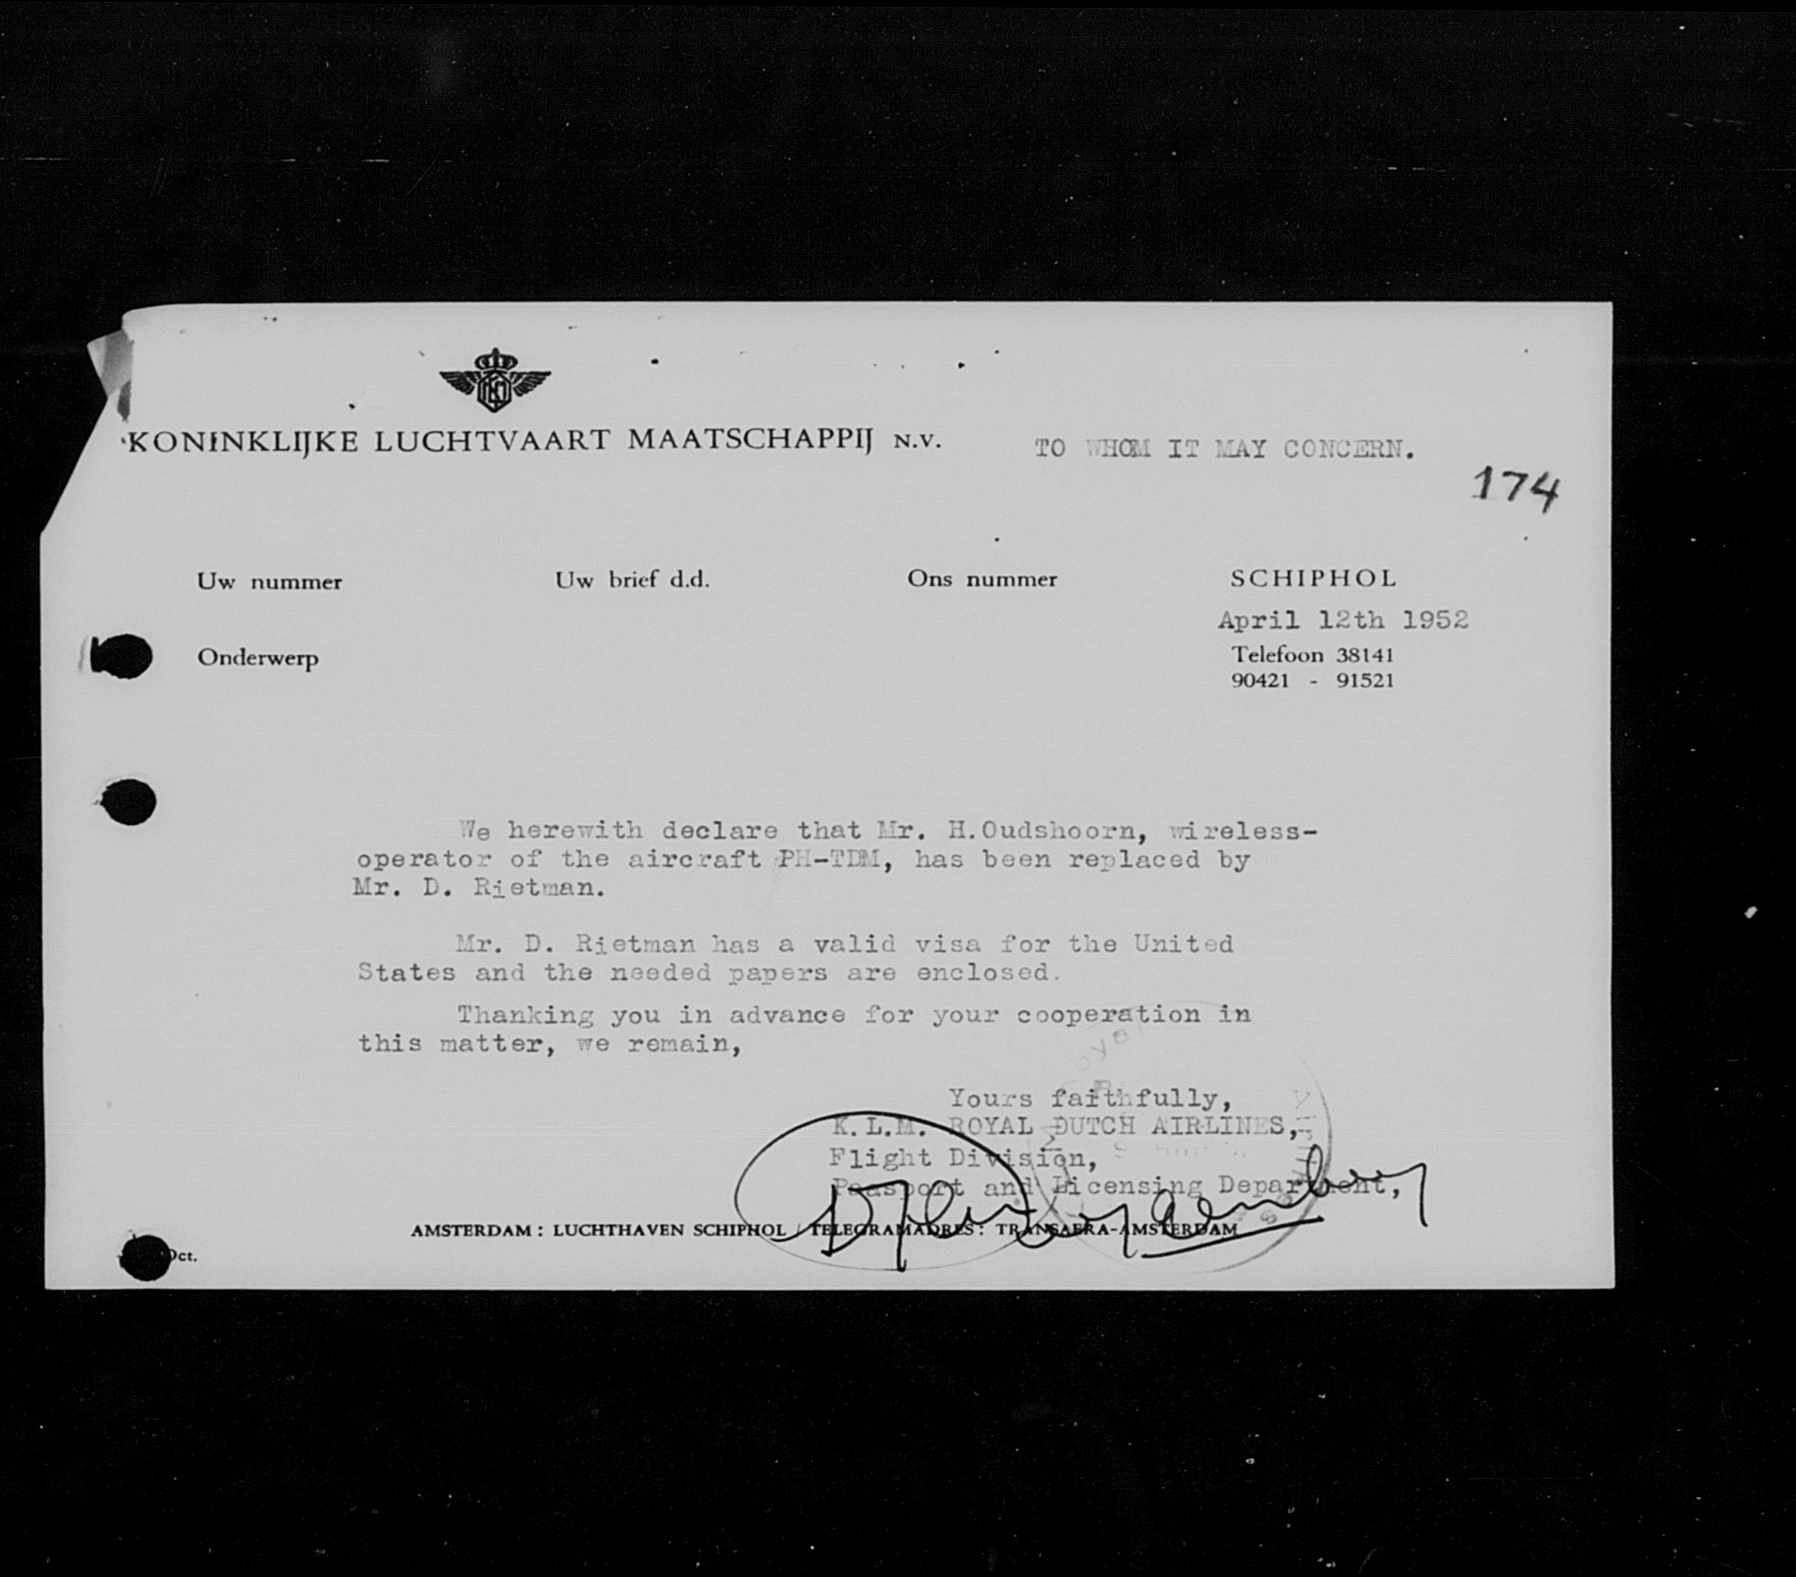 KONINKLIJKE LUCHTVAART MAATSCHAPPIJ N.V.
TO WHOM IT MAY CONCERN.
174
Uw nummer Uw brief d.d. Ons nummer SCHIPHOL
April 12th 1952
Onderwerp
Telefoon 38141
90421 - 91521
We herewith declare that Mr. H.Oudshoorn, wireless-
operator of the aircraft PH-TDM, has been replaced by
Mr. D. Rietman.
Mr. D. Rietman has a valid visa for the United
States and the needed papers are enclosed.
Thanking you in advance for your cooperation in
this matter, we remain,
Yours faithfully,
K.L.M. ROYAL DUTCH AIRLINES,
Flight Division,
Passport and Licensing Department,
AMSTERDAM : LUCHTHAVEN SCHIPHOL / TELEGRAMADRES : TRANSAERA-AMSTERDAM
Oct.